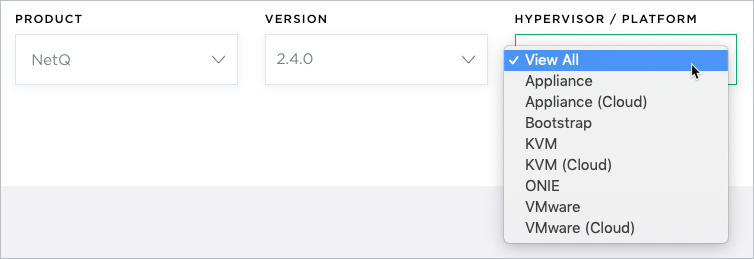 PRODUCT VERSION HYPERVISOR / PLATFORM
NetQ 2.4.0
✓ View All
Appliance
Appliance (Cloud)
Bootstrap
KVM
KVM (Cloud)
ONIE
VMware
VMware (Cloud)